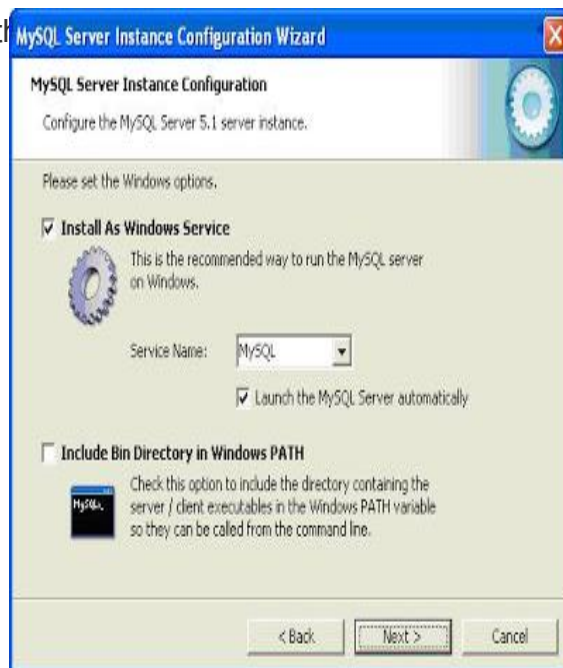 MySQL Server Instance Configuration Wizard
MySQL Server Instance Configuration
Configure the MySQL Server 5.1 server instance.
Please set the Windows options.
Install As Windows Service
This is the recommended way to run the MySQL server
on Windows.
Service Name: MySQL
Launch the MySQL Server automatically
Include Bin Directory in Windows PATH
Check this option to include the directory containing the
server / client executables in the Windows PATH variable
so they can be called from the command line.
< Back Next > Cancel